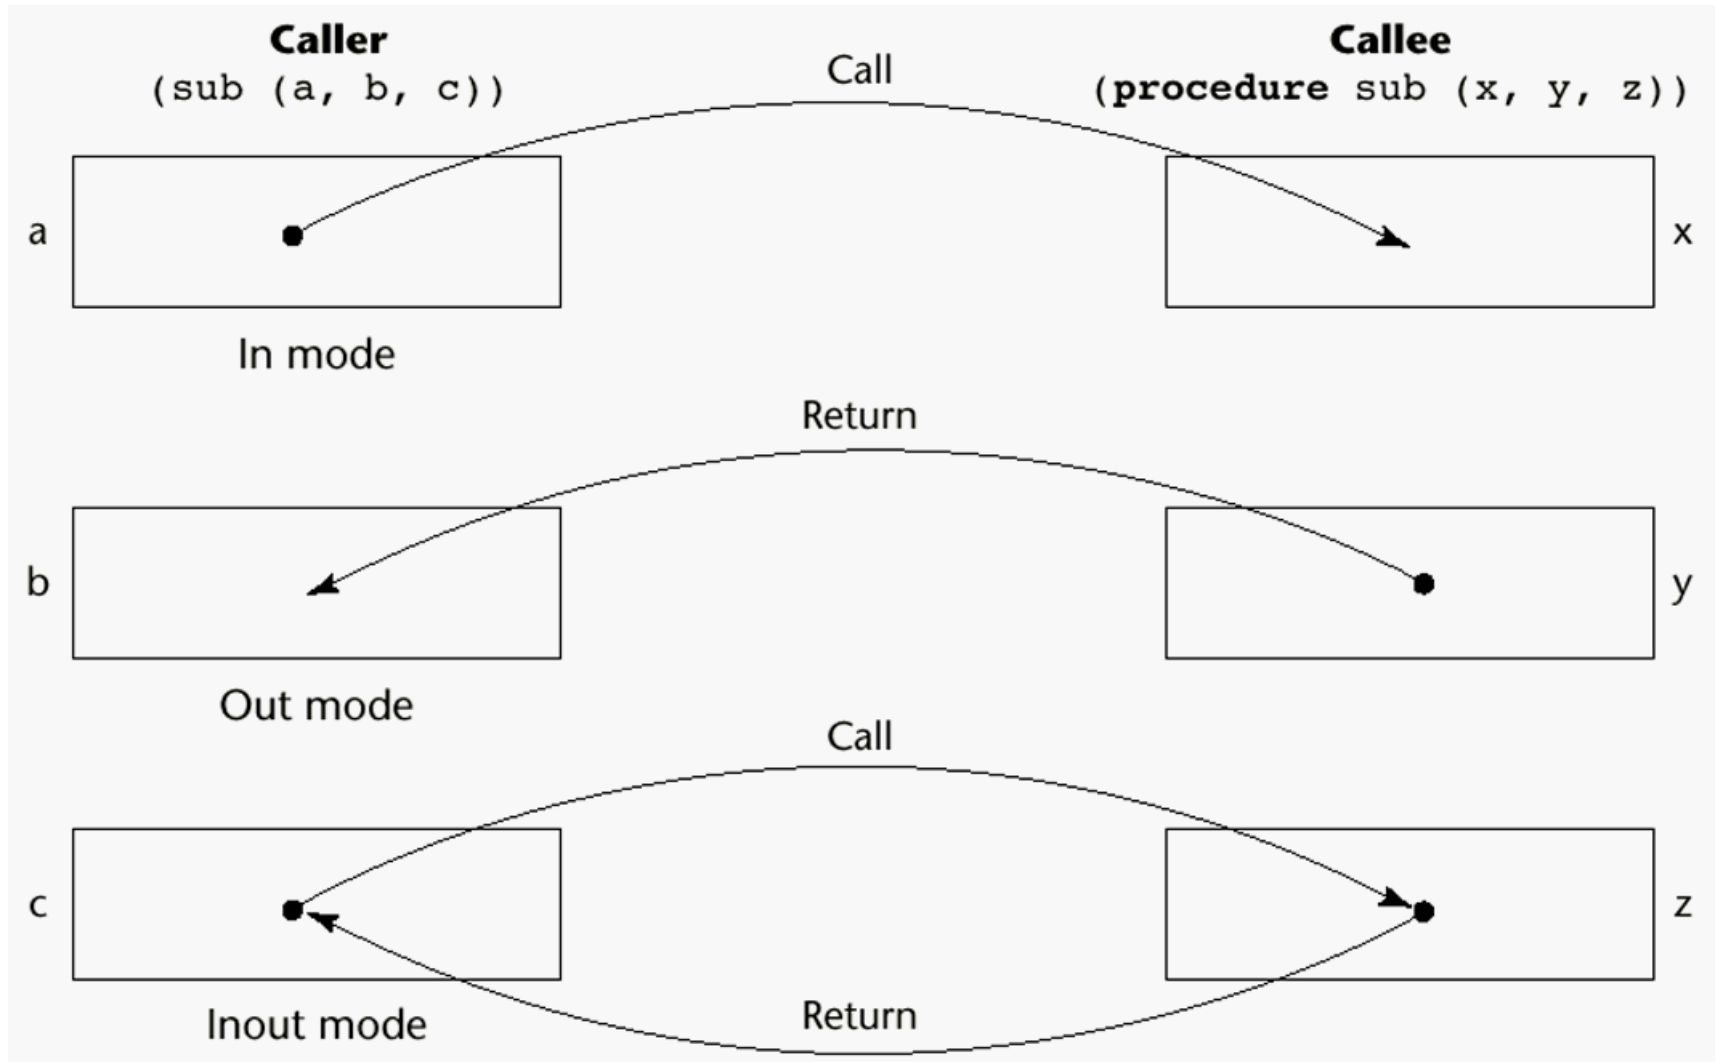 Caller
(sub (a, b, c))
Call
Callee
(procedure sub (x, y, z))
a
x
In mode
Return
b
y
Out mode
Call
c
z
Inout mode
Return